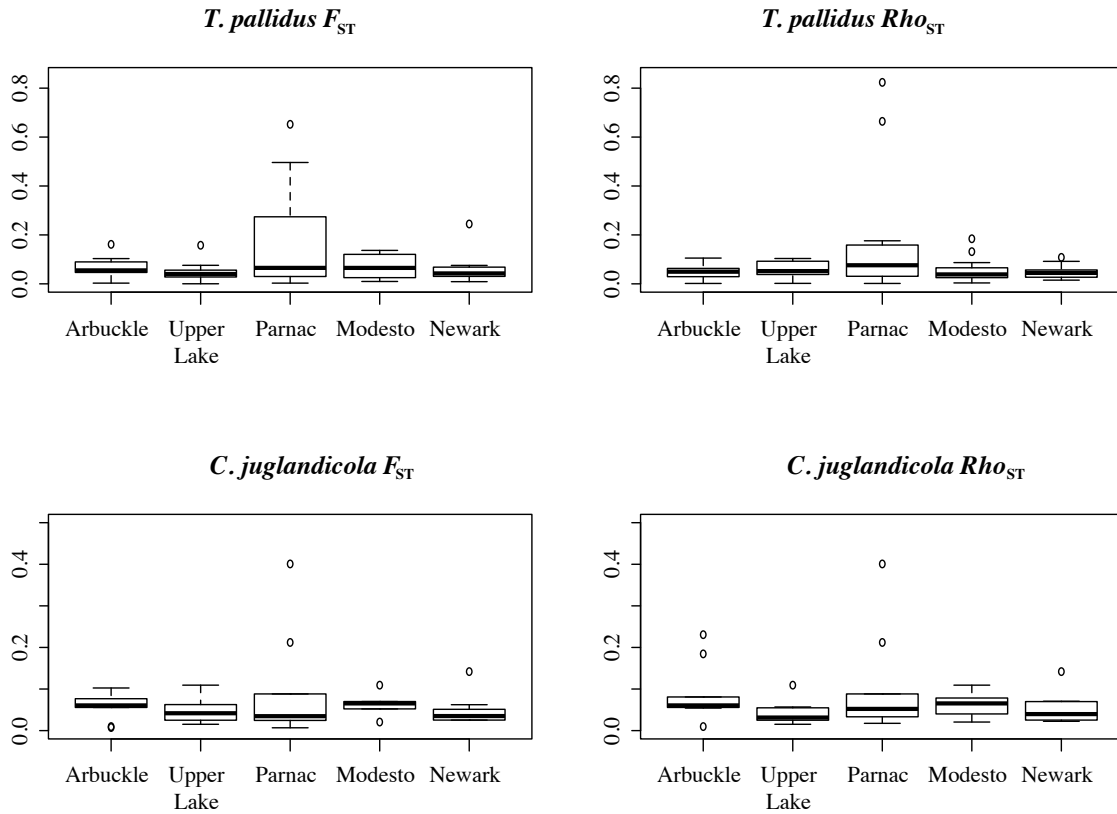 T. pallidus FST
T. pallidus RhoST
0.8
0.6
0.4
0.2
0.0
Arbuckle Upper Lake Parnac Modesto Newark
0.8
0.6
0.4
0.2
0.0
Arbuckle Upper Lake Parnac Modesto Newark
C. juglandicola FST
C. juglandicola RhoST
0.4
0.2
0.0
Arbuckle Upper Lake Parnac Modesto Newark
0.4
0.2
0.0
Arbuckle Upper Lake Parnac Modesto Newark